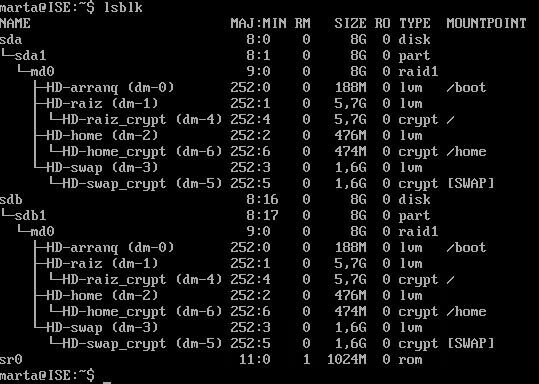 marta@ISE:~$ lsblk
NAME                        MAJ:MIN RM   SIZE RO TYPE  MOUNTPOINT
sda                           8:0    0     8G  0 disk
└─sda1                        8:1    0     8G  0 part
  └─md0                       9:0    0     8G  0 raid1
    ├─HD-arranq (dm-0)      252:0    0   188M  0 lvm   /boot
    ├─HD-raiz (dm-1)        252:1    0   5,7G  0 lvm
    │ └─HD-raiz_crypt (dm-4) 252:4    0   5,7G  0 crypt /
    ├─HD-home (dm-2)        252:2    0   476M  0 lvm
    │ └─HD-home_crypt (dm-6) 252:6    0   474M  0 crypt /home
    └─HD-swap (dm-3)        252:3    0   1,6G  0 lvm
      └─HD-swap_crypt (dm-5) 252:5    0   1,6G  0 crypt [SWAP]
sdb                           8:16   0     8G  0 disk
└─sdb1                        8:17   0     8G  0 part
  └─md0                       9:0    0     8G  0 raid1
    ├─HD-arranq (dm-0)      252:0    0   188M  0 lvm   /boot
    ├─HD-raiz (dm-1)        252:1    0   5,7G  0 lvm
    │ └─HD-raiz_crypt (dm-4) 252:4    0   5,7G  0 crypt /
    ├─HD-home (dm-2)        252:2    0   476M  0 lvm
    │ └─HD-home_crypt (dm-6) 252:6    0   474M  0 crypt /home
    └─HD-swap (dm-3)        252:3    0   1,6G  0 lvm
      └─HD-swap_crypt (dm-5) 252:5    0   1,6G  0 crypt [SWAP]
sr0                          11:0    1  1024M  0 rom
marta@ISE:~$ _